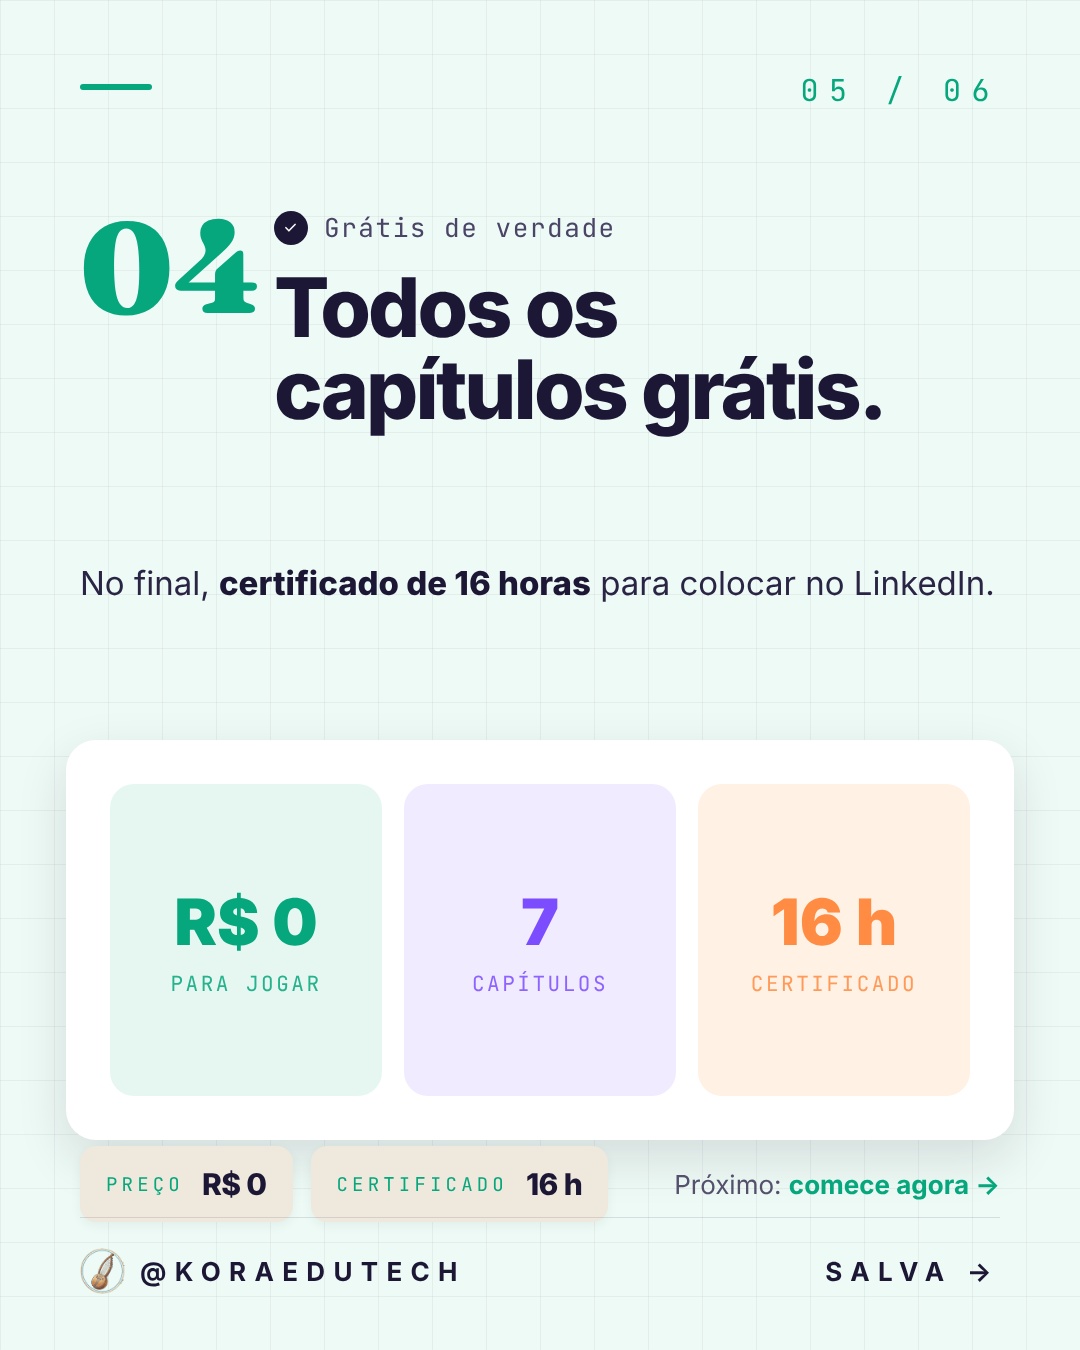 05 / 06
04
Grátis de verdade
Todos os
capítulos grátis.
No final, certificado de 16 horas para colocar no LinkedIn.
R$ 0
PARA JOGAR
7
CAPÍTULOS
16 h
CERTIFICADO
PREÇO R$ 0
CERTIFICADO 16 h
Próximo: comece agora →
@KORAEDUTECH
SALVA →